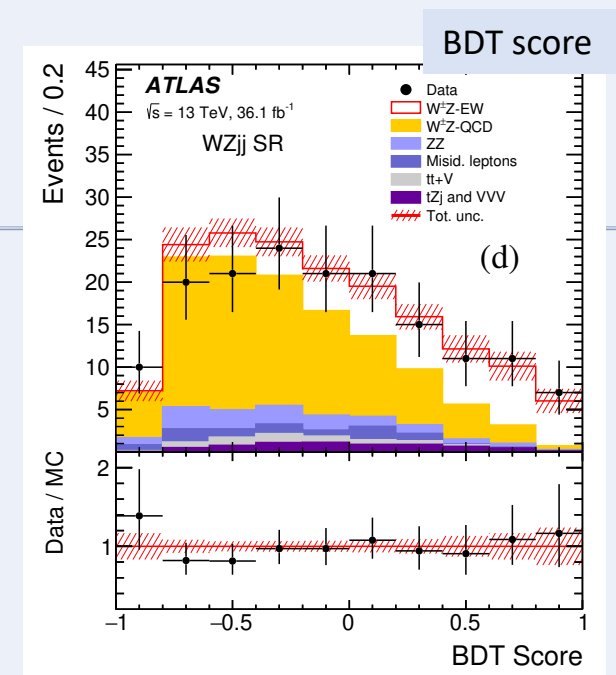 BDT score
Events / 0.2
45
40
35
30
25
20
15
10
5
ATLAS
√s = 13 TeV, 36.1 fb⁻¹
WZjj SR
Data
W±Z-EW
W±Z-QCD
ZZ
Misid. leptons
tt+V
tZj and VVV
Tot. unc.
(d)
Data / MC
2
1
−1 −0.5 0 0.5 1
BDT Score